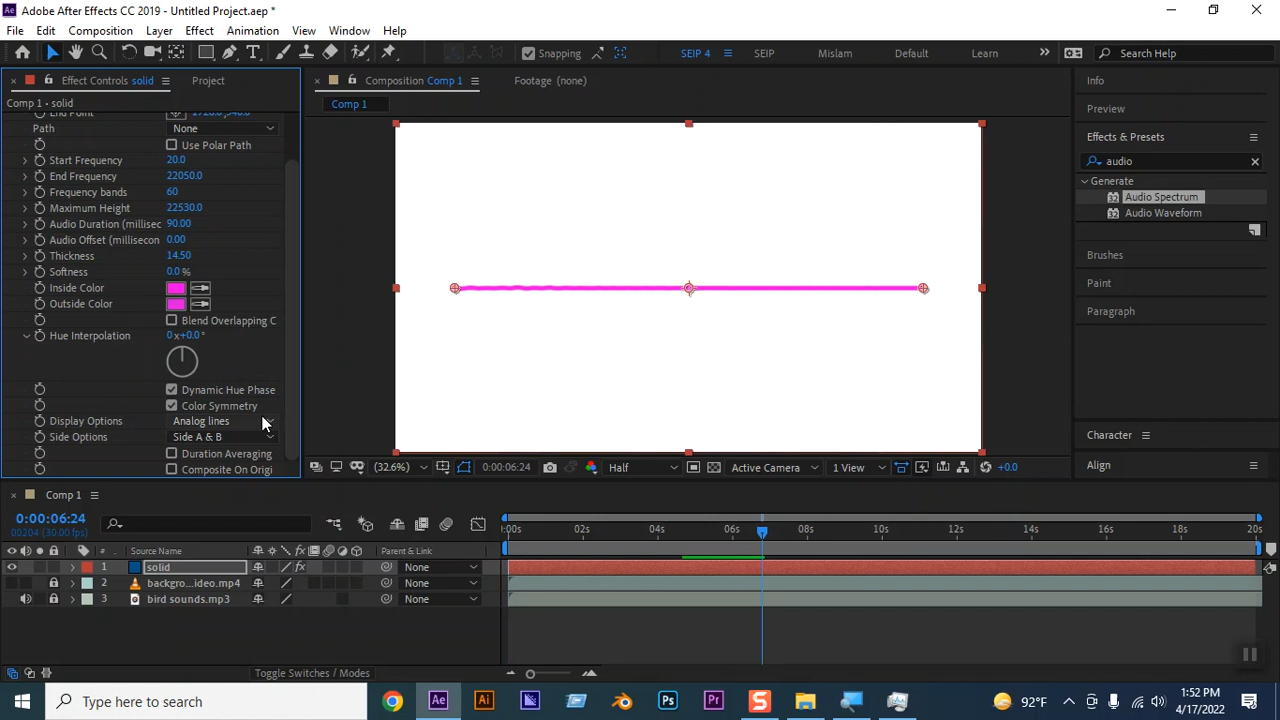 Adobe After Effects CC 2019 - Untitled Project.aep *
File Edit Composition Layer Effect Animation View Window Help
Snapping SEIP 4 SEIP Mislam Default Learn Search Help
Effect Controls solid Project
Composition Comp 1 Footage (none)
Comp 1 - solid
Comp 1
Path None
Use Polar Path
Start Frequency 20.0
End Frequency 22050.0
Frequency bands 60
Maximum Height 22530.0
Audio Duration (millisec 90.00
Audio Offset (millisecon 0.00
Thickness 14.50
Softness 0.0 %
Inside Color
Outside Color
Blend Overlapping C
Hue Interpolation 0 x+0.0 °
Dynamic Hue Phase
Color Symmetry
Display Options Analog lines
Side Options Side A & B
Duration Averaging
Composite On Origi
(32.6%) 0:00:06:24 Half Active Camera 1 View +0.0
Info
Preview
Effects & Presets
audio
Generate
32 Audio Spectrum
32 Audio Waveform
Brushes
Paint
Paragraph
Character
Align
Comp 1
0:00:06:24
00204 (30.00 fps)
:00s 02s 04s 06s 08s 10s 12s 14s 16s 18s 20s
# Source Name Parent & Link
1 solid None
2 backgro...ideo.mp4 None
3 bird sounds.mp3 None
Toggle Switches / Modes
Type here to search
Ae Ai Ps Pr S
92°F
1:52 PM
4/17/2022